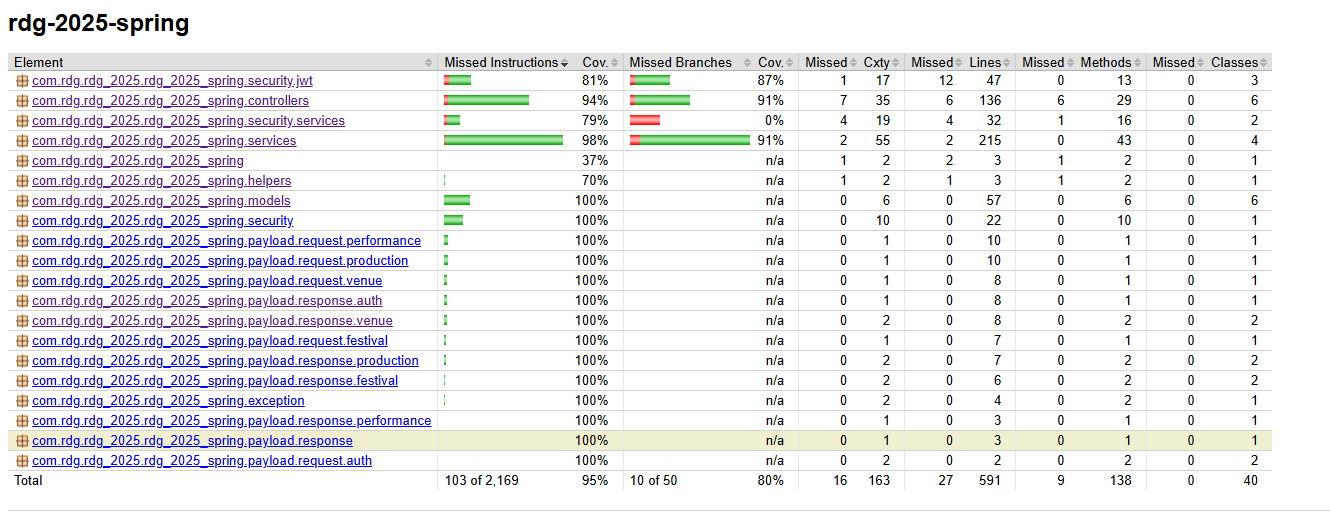 rdg-2025-spring
Element Missed Instructions Cov. Missed Branches Cov. Missed Cxty Missed Lines Missed Methods Missed Classes
com.rdg.rdg_2025.rdg_2025_spring.security.jwt 81% 87% 1 17 12 47 0 13 0 3
com.rdg.rdg_2025.rdg_2025_spring.controllers 94% 91% 7 35 6 136 6 29 0 6
com.rdg.rdg_2025.rdg_2025_spring.security.services 79% 0% 4 19 4 32 1 16 0 2
com.rdg.rdg_2025.rdg_2025_spring.services 98% 91% 2 55 2 215 0 43 0 4
com.rdg.rdg_2025.rdg_2025_spring 37% n/a 1 2 2 3 1 2 0 1
com.rdg.rdg_2025.rdg_2025_spring.helpers 70% n/a 1 2 1 3 1 2 0 1
com.rdg.rdg_2025.rdg_2025_spring.models 100% n/a 0 6 0 57 0 6 0 6
com.rdg.rdg_2025.rdg_2025_spring.security 100% n/a 0 10 0 22 0 10 0 1
com.rdg.rdg_2025.rdg_2025_spring.payload.request.performance 100% n/a 0 1 0 10 0 1 0 1
com.rdg.rdg_2025.rdg_2025_spring.payload.request.production 100% n/a 0 1 0 10 0 1 0 1
com.rdg.rdg_2025.rdg_2025_spring.payload.request.venue 100% n/a 0 1 0 8 0 1 0 1
com.rdg.rdg_2025.rdg_2025_spring.payload.response.auth 100% n/a 0 1 0 8 0 1 0 1
com.rdg.rdg_2025.rdg_2025_spring.payload.response.venue 100% n/a 0 2 0 8 0 2 0 2
com.rdg.rdg_2025.rdg_2025_spring.payload.request.festival 100% n/a 0 1 0 7 0 1 0 1
com.rdg.rdg_2025.rdg_2025_spring.payload.response.production 100% n/a 0 2 0 7 0 2 0 2
com.rdg.rdg_2025.rdg_2025_spring.payload.response.festival 100% n/a 0 2 0 6 0 2 0 2
com.rdg.rdg_2025.rdg_2025_spring.exception 100% n/a 0 2 0 4 0 2 0 1
com.rdg.rdg_2025.rdg_2025_spring.payload.response.performance 100% n/a 0 1 0 3 0 1 0 1
com.rdg.rdg_2025.rdg_2025_spring.payload.response 100% n/a 0 1 0 3 0 1 0 1
com.rdg.rdg_2025.rdg_2025_spring.payload.request.auth 100% n/a 0 2 0 2 0 2 0 2
Total 103 of 2,169 95% 10 of 50 80% 16 163 27 591 9 138 0 40